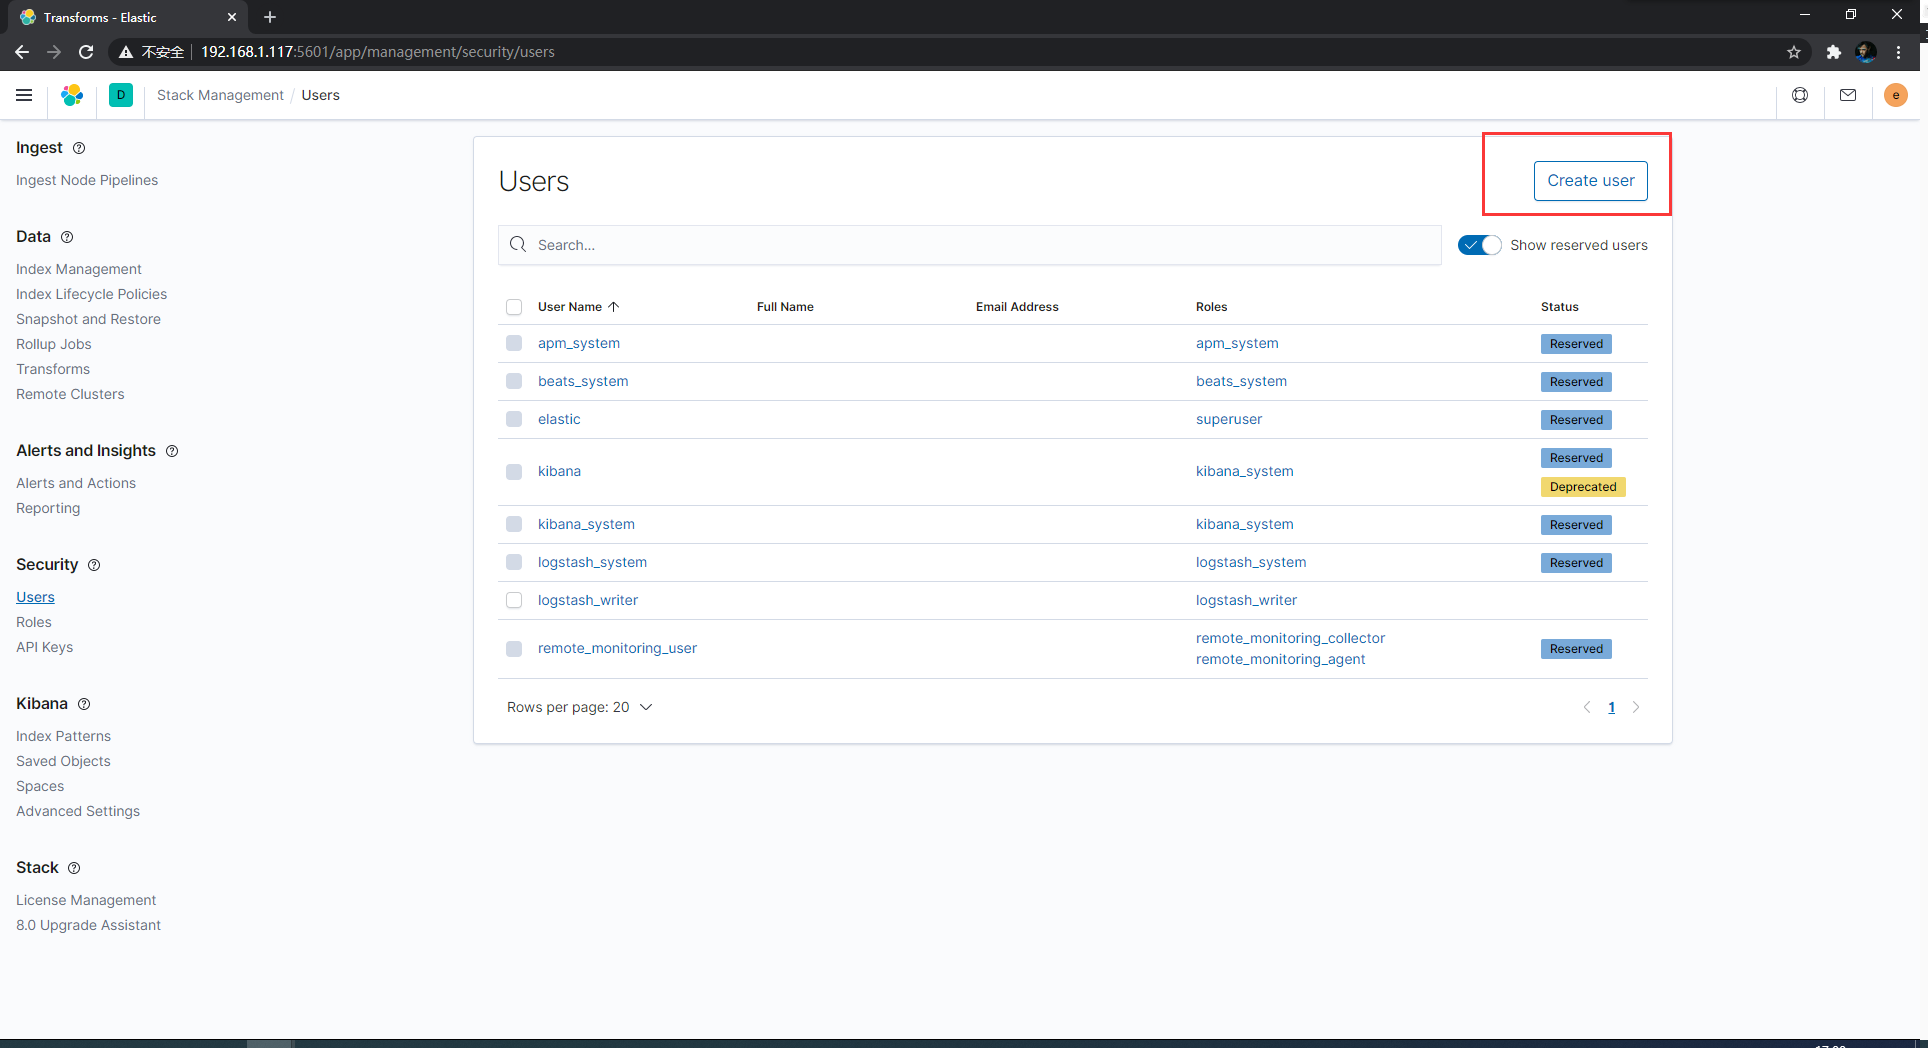 Transforms - Elastic
不安全 192.168.1.117:5601/app/management/security/users
D Stack Management / Users e
Ingest
Ingest Node Pipelines
Data
Index Management
Index Lifecycle Policies
Snapshot and Restore
Rollup Jobs
Transforms
Remote Clusters
Alerts and Insights
Alerts and Actions
Reporting
Security
Users
Roles
API Keys
Kibana
Index Patterns
Saved Objects
Spaces
Advanced Settings
Stack
License Management
8.0 Upgrade Assistant
Users
Create user
Search...
Show reserved users
User Name Full Name Email Address Roles Status
apm_system apm_system Reserved
beats_system beats_system Reserved
elastic superuser Reserved
kibana kibana_system Reserved
Deprecated
kibana_system kibana_system Reserved
logstash_system logstash_system Reserved
logstash_writer logstash_writer
remote_monitoring_user remote_monitoring_collector Reserved
remote_monitoring_agent
Rows per page: 20
1